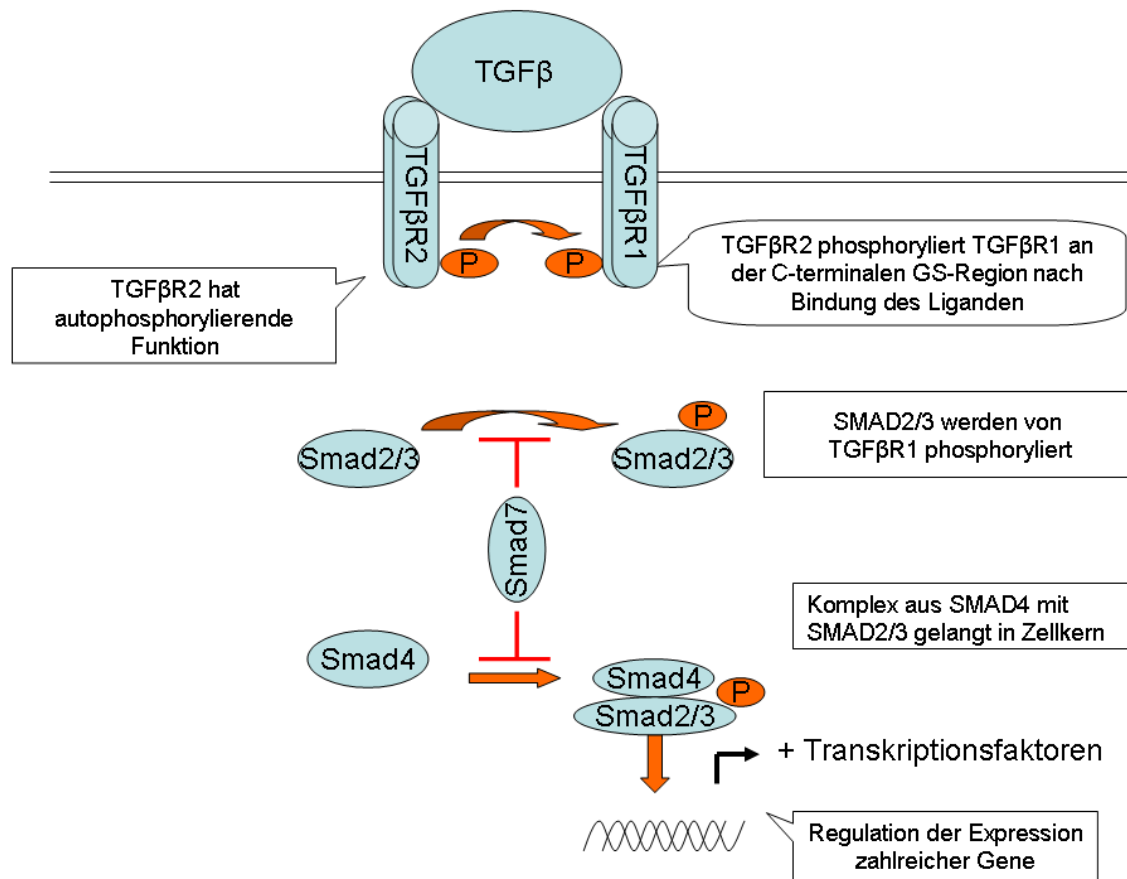 TGFβ
TGFβR2
TGFβR1
P
P
TGFβR2 phosphoryliert TGFβR1 an
der C-terminalen GS-Region nach
Bindung des Liganden
TGFβR2 hat
autophosphorylierende
Funktion
P
Smad2/3
Smad2/3
SMAD2/3 werden von
TGFβR1 phosphoryliert
Smad7
Komplex aus SMAD4 mit
SMAD2/3 gelangt in Zellkern
Smad4
Smad4
P
Smad2/3
+ Transkriptionsfaktoren
Regulation der Expression
zahlreicher Gene